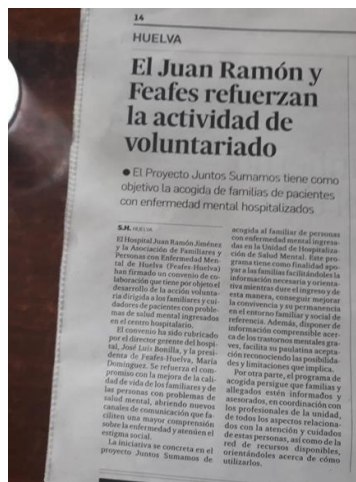 14
HUELVA
El Juan Ramón y
Feafes refuerzan
la actividad de
voluntariado
● El Proyecto Juntos Sumamos tiene como
objetivo la acogida de familias de pacientes
con enfermedad mental hospitalizados
S.H. HUELVA
El Hospital Juan Ramón Jiménez
y la Asociación de Familiares y
Personas con Enfermedad Men-
tal de Huelva (Feafes-Huelva)
han firmado un convenio de co-
laboración que tiene por objeto el
desarrollo de la acción volunta-
ria dirigida a los familiares y cui-
dadores de pacientes con proble-
mas de salud mental ingresados
en el centro hospitalario.
El convenio ha sido rubricado
por el director gerente del hospi-
tal, José Luis Bonilla, y la presi-
denta de Feafes-Huelva, María
Domínguez. Se refuerza el com-
promiso con la mejora de la cali-
dad de vida de los familiares y de
las personas con problemas de
salud mental, abriendo nuevos
canales de comunicación que fa-
ciliten una mayor comprensión
sobre la enfermedad y atenúen el
estigma social.
La iniciativa se concreta en el
proyecto Juntos Sumamos de
acogida al familiar de personas
con enfermedad mental ingresa-
das en la Unidad de Hospitaliza-
ción de Salud Mental. Este pro-
grama tiene como finalidad apo-
yar a las familias facilitándoles la
información necesaria y orienta-
tiva mientras dure el ingreso y de
esta manera, conseguir mejorar
la convivencia y su permanencia
en el entorno familiar y social de
referencia. Además, disponer de
información comprensible acer-
ca de los trastornos mentales gra-
ves, facilita su paulatina acepta-
ción reconociendo las posibilida-
des y limitaciones que implica.
Por otra parte, el programa de
acogida persigue que familias y
allegados estén informados y
asesorados, en coordinación con
los profesionales de la unidad,
de todos los aspectos relaciona-
dos con la atención y cuidados
de estas personas, así como de la
red de recursos disponibles,
orientándoles acerca de cómo
utilizarlos.